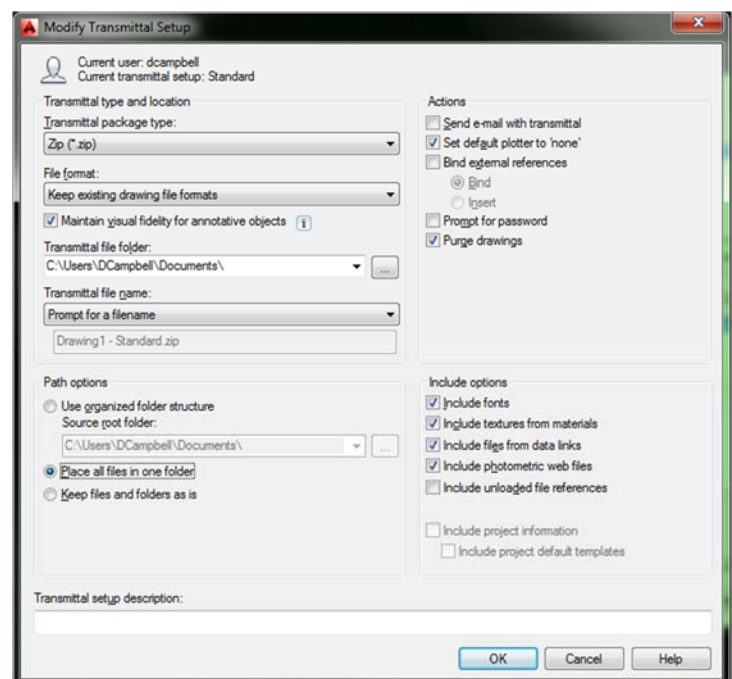 Modify Transmittal Setup
Current user: dcampbell
Current transmittal setup: Standard
Transmittal type and location
Transmittal package type:
Zip (*.zip)
File format:
Keep existing drawing file formats
Maintain visual fidelity for annotative objects
Transmittal file folder:
C:\Users\DCampbell\Documents\
...
Transmittal file name:
Prompt for a filename
Drawing1 - Standard.zip
Actions
Send e-mail with transmittal
Set default plotter to 'none'
Bind external references
Bind
Insert
Prompt for password
Purge drawings
Path options
Use organized folder structure
Source root folder:
C:\Users\DCampbell\Documents\
...
Place all files in one folder
Keep files and folders as is
Include options
Include fonts
Include textures from materials
Include files from data links
Include photometric web files
Include unloaded file references
Include project information
Include project default templates
Transmittal setup description:
OK
Cancel
Help